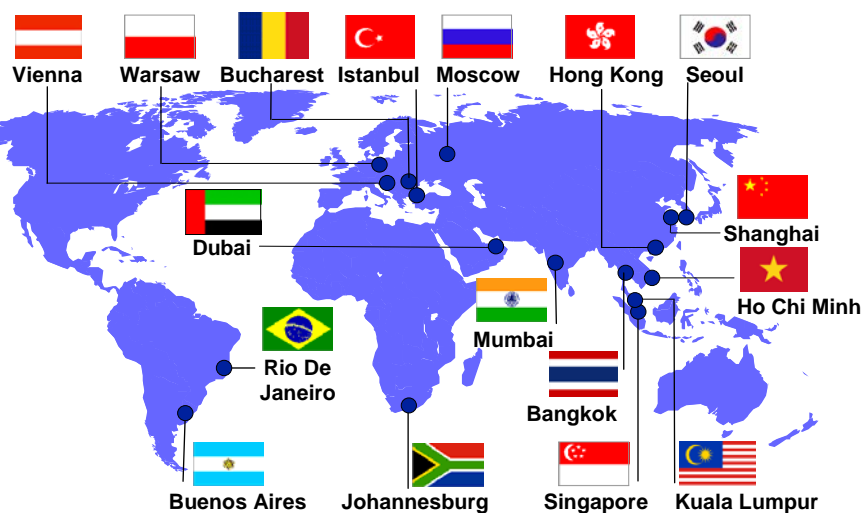 Vienna
Warsaw
Bucharest
Istanbul
Moscow
Hong Kong
Seoul
Shanghai
Dubai
Ho Chi Minh
Mumbai
Rio De
Janeiro
Bangkok
Buenos Aires
Johannesburg
Singapore
Kuala Lumpur